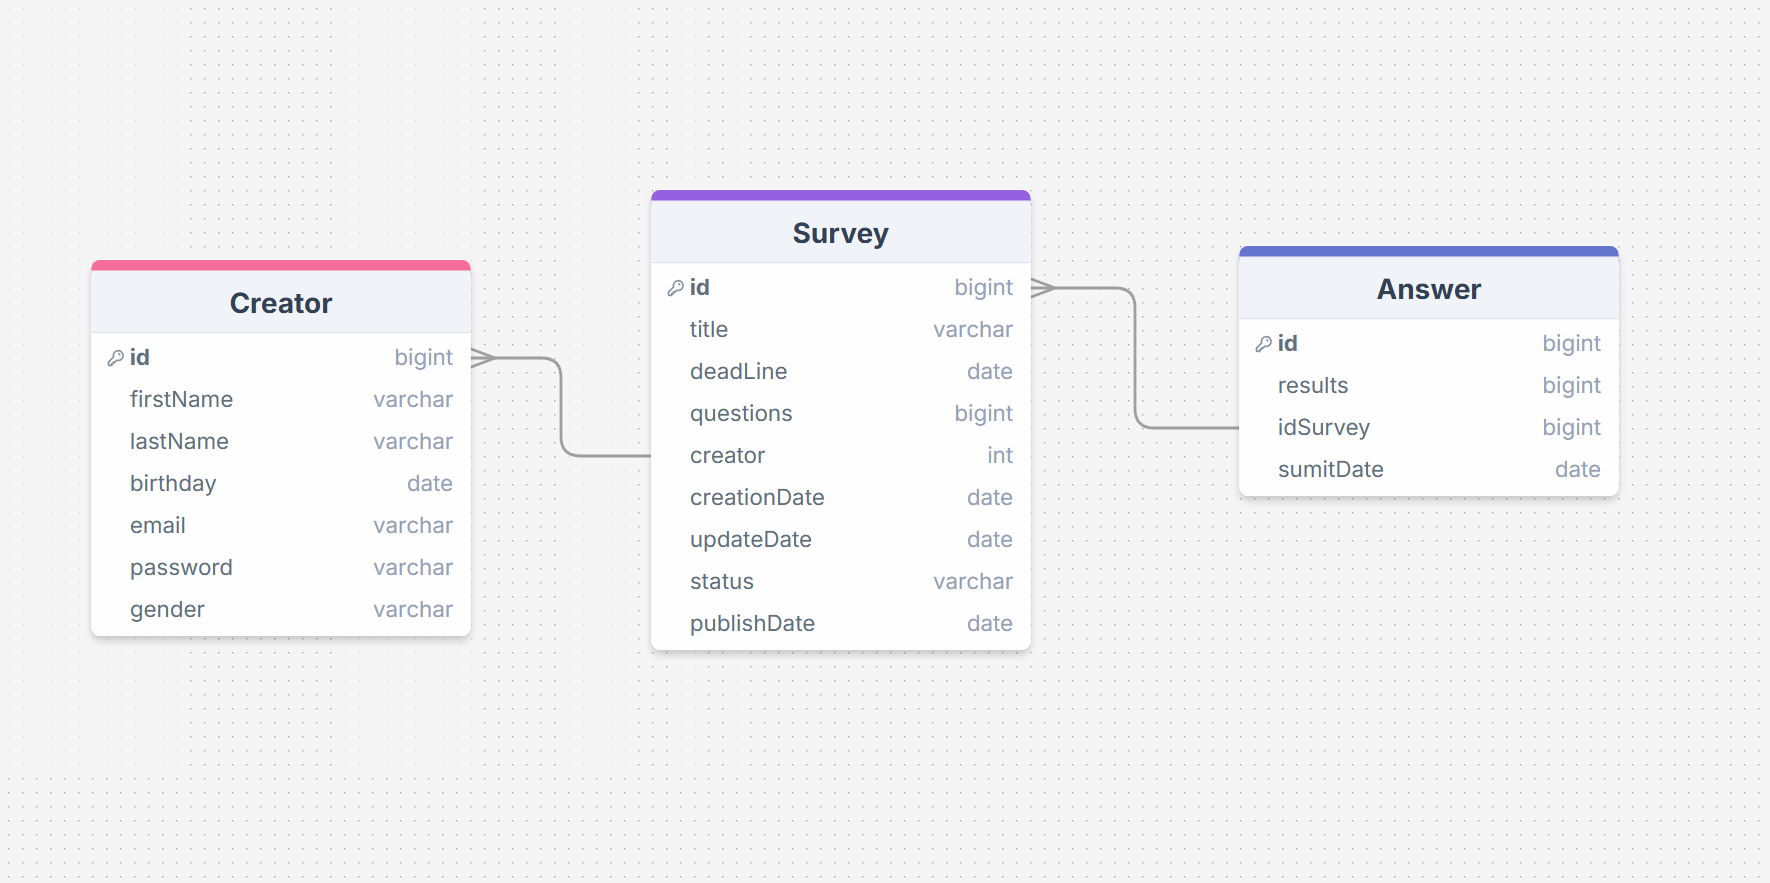 Creator
id bigint
firstName varchar
lastName varchar
birthday date
email varchar
password varchar
gender varchar
Survey
id bigint
title varchar
deadLine date
questions bigint
creator int
creationDate date
updateDate date
status varchar
publishDate date
Answer
id bigint
results bigint
idSurvey bigint
sumitDate date